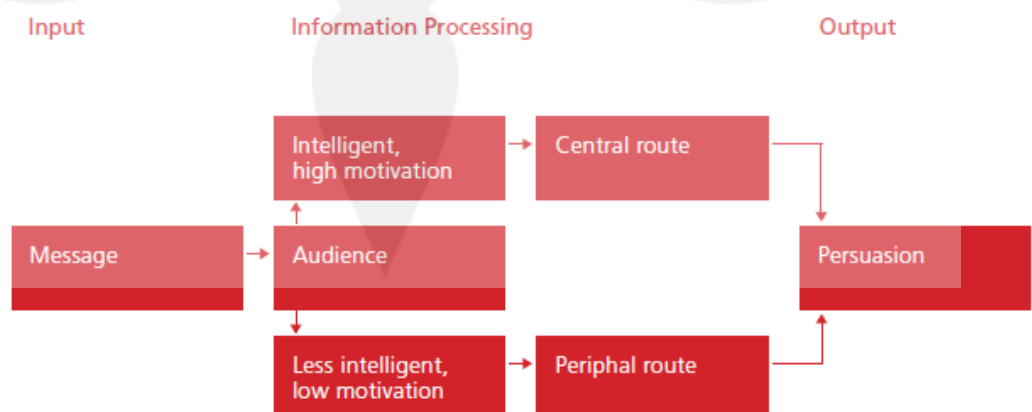 Input
Information Processing
Output
Intelligent,
high motivation
Central route
Message
Audience
Persuasion
Less intelligent,
low motivation
Periphal route